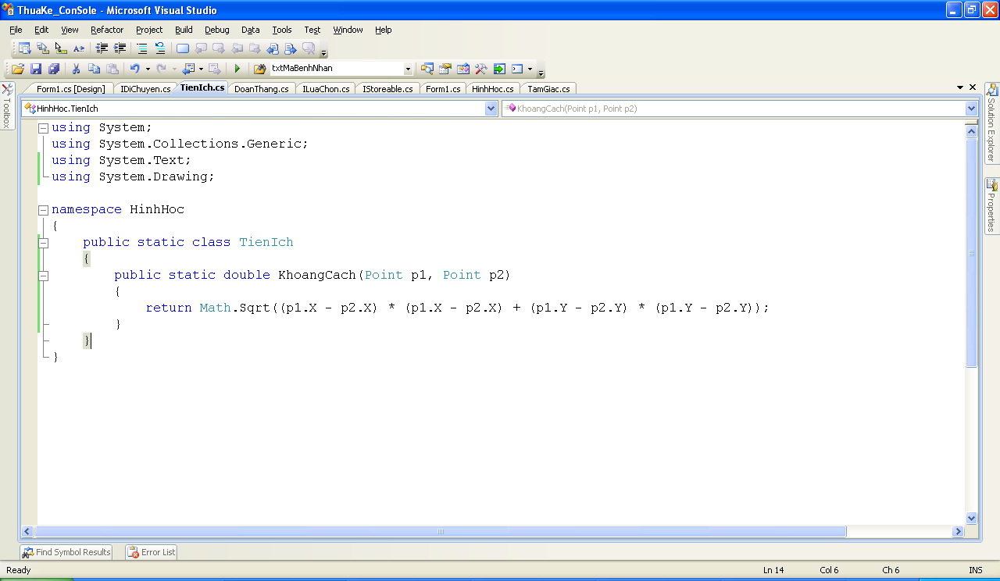 ThuaKe_ConSole - Microsoft Visual Studio
File Edit View Refactor Project Build Debug Data Tools Test Window Help
txtMaBenhNhan
Form1.cs [Design] IDiChuyen.cs TienIch.cs DoanThang.cs ILuaChon.cs IStoreable.cs Form1.cs HinhHoc.cs TamGiac.cs
Toolbox
HinhHoc.TienIch KhoangCach(Point p1, Point p2)
Solution Explorer
Properties
using System;
using System.Collections.Generic;
using System.Text;
using System.Drawing;
namespace HinhHoc
{
public static class TienIch
{
public static double KhoangCach(Point p1, Point p2)
{
return Math.Sqrt((p1.X - p2.X) * (p1.X - p2.X) + (p1.Y - p2.Y) * (p1.Y - p2.Y));
}
}
}
Find Symbol Results Error List
Ready Ln 14 Col 6 Ch 6 INS